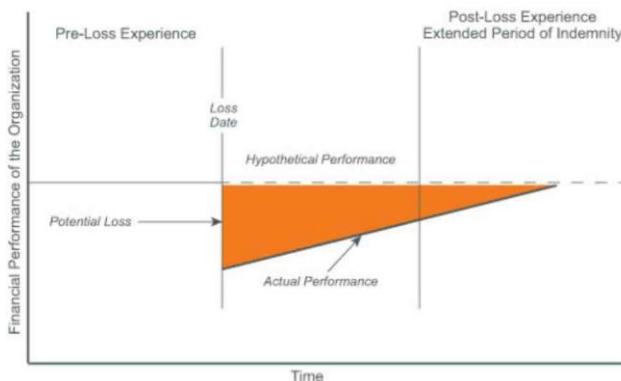 Post-Loss Experience
Pre-Loss Experience
Extended Period of Indemnity
Loss
Date
Hypothetical Performance
Potential Loss
Actual Performance
Financial Performance of the Organization
Time